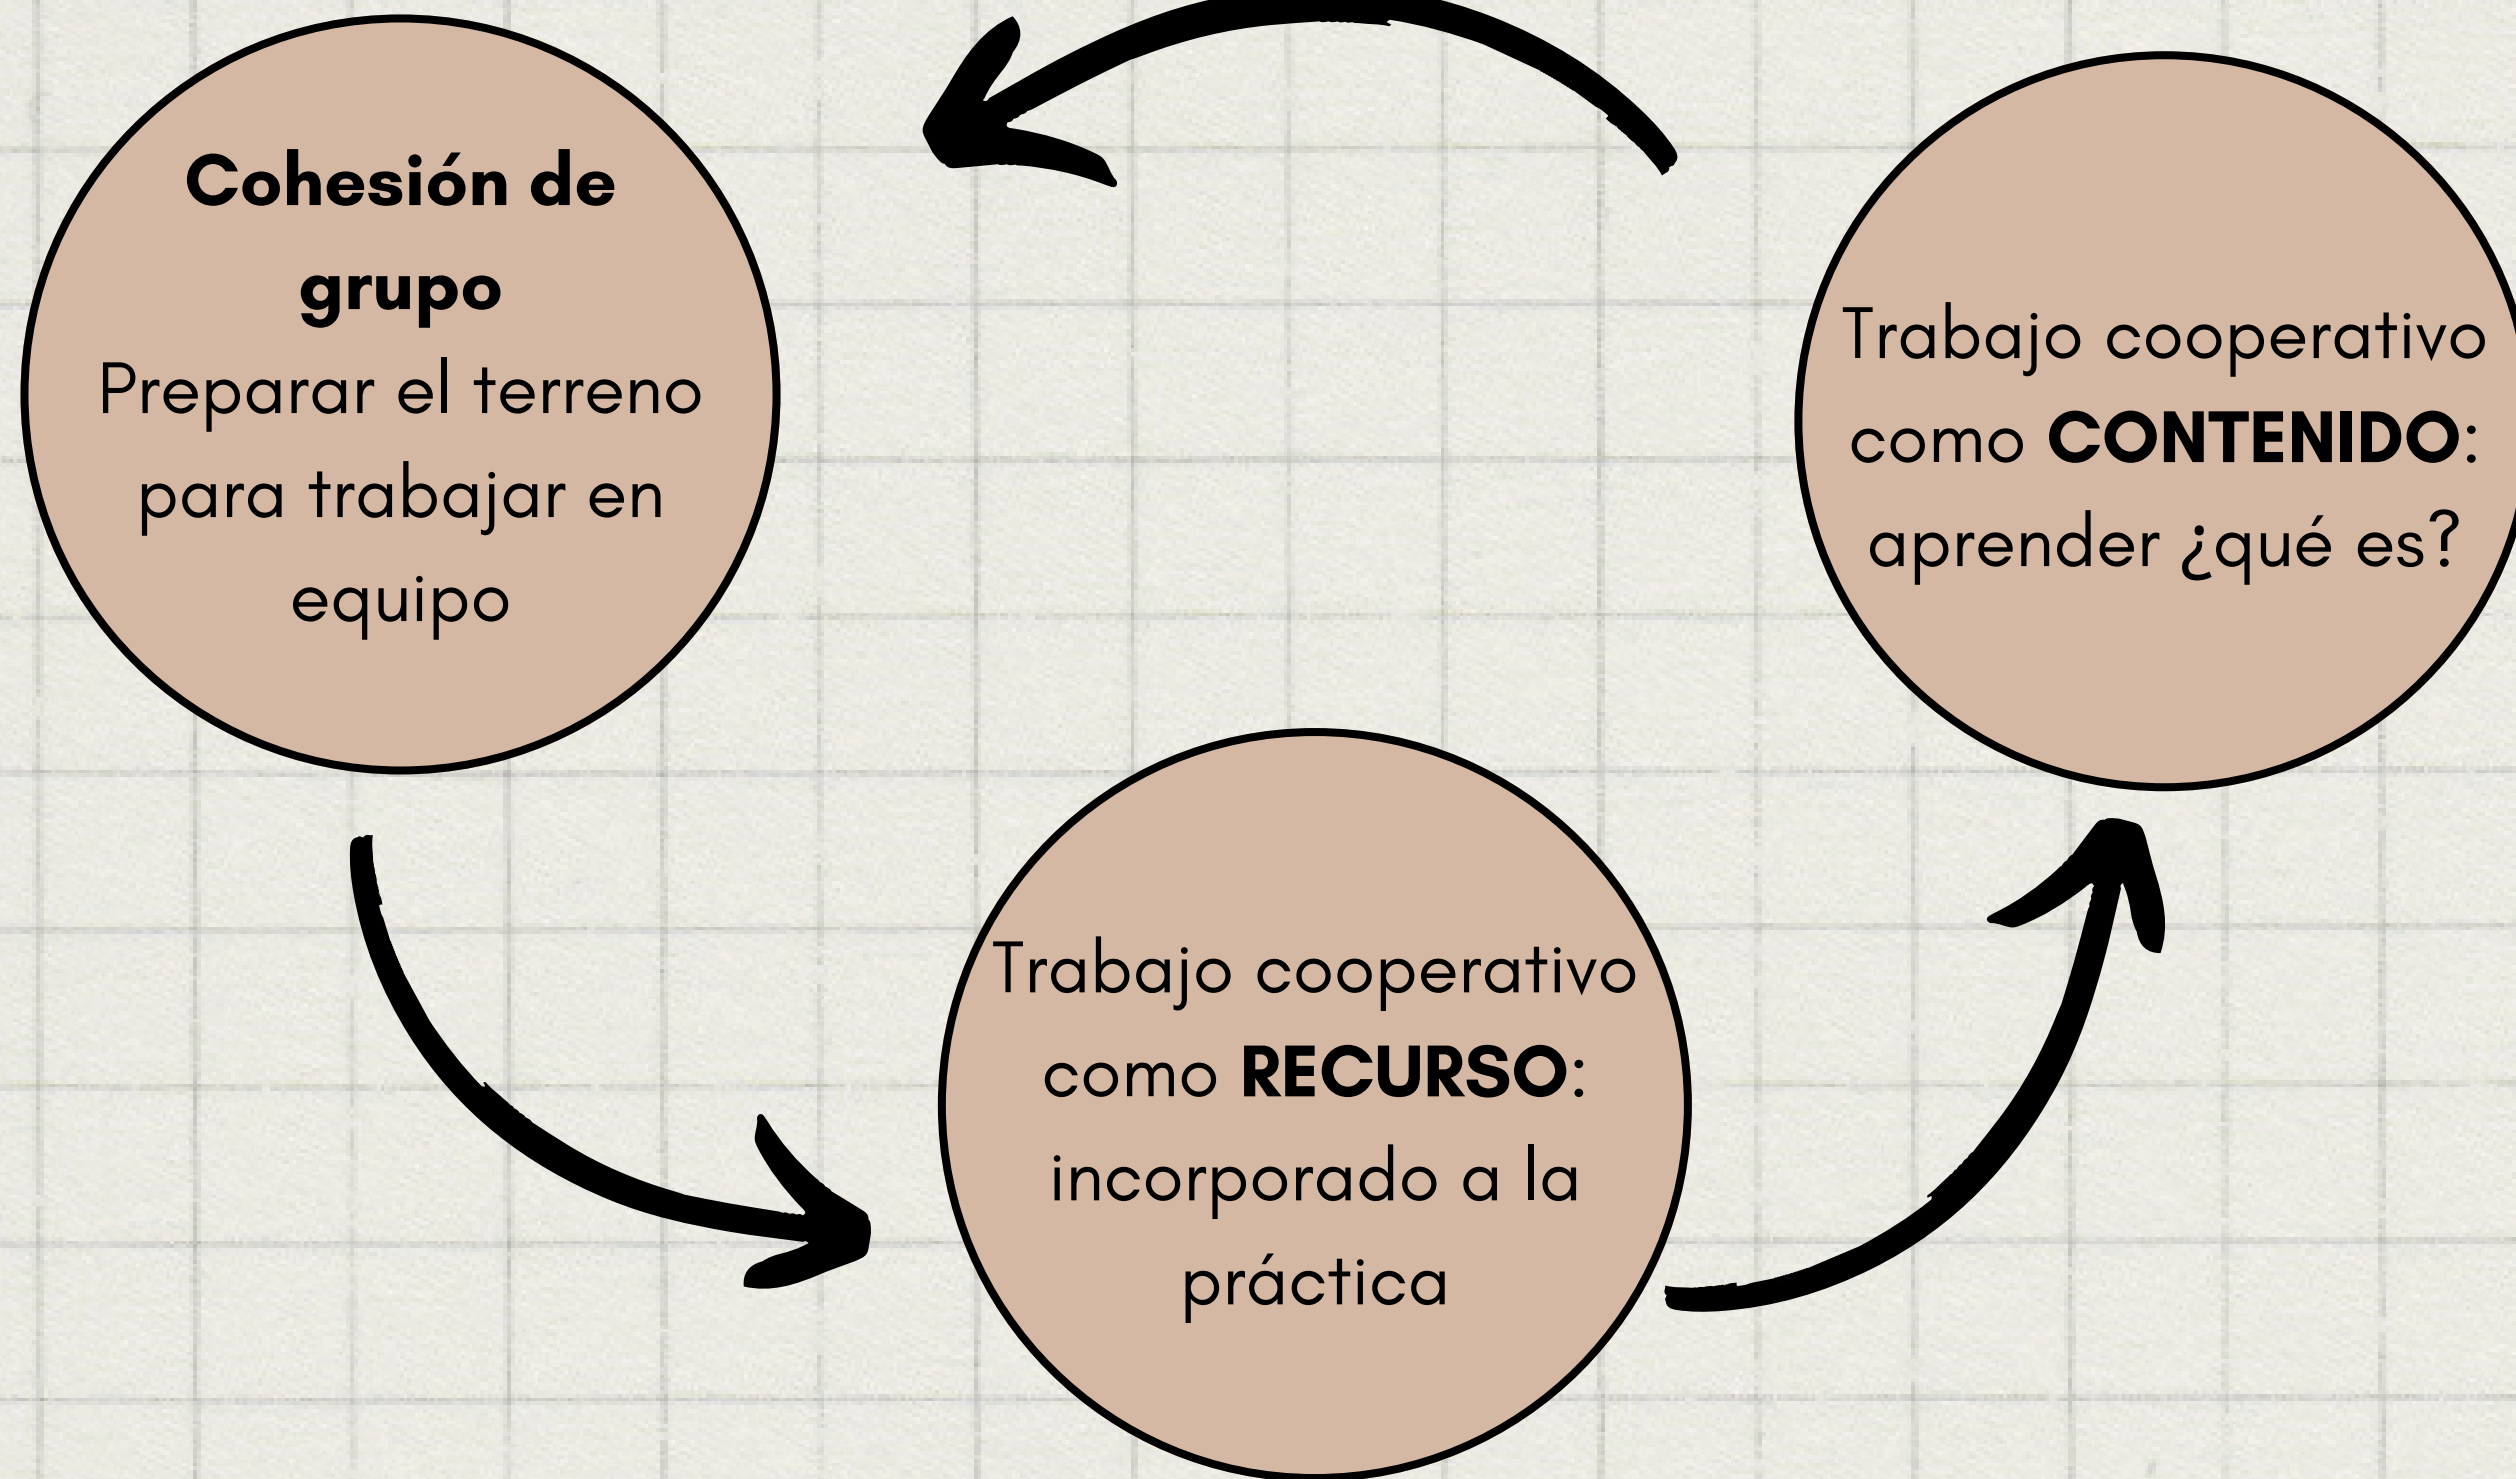 Cohesión de
grupo
Preparar el terreno
para trabajar en
equipo
Trabajo cooperativo
como CONTENIDO:
aprender ¿qué es?
Trabajo cooperativo
como RECURSO:
incorporado a la
práctica